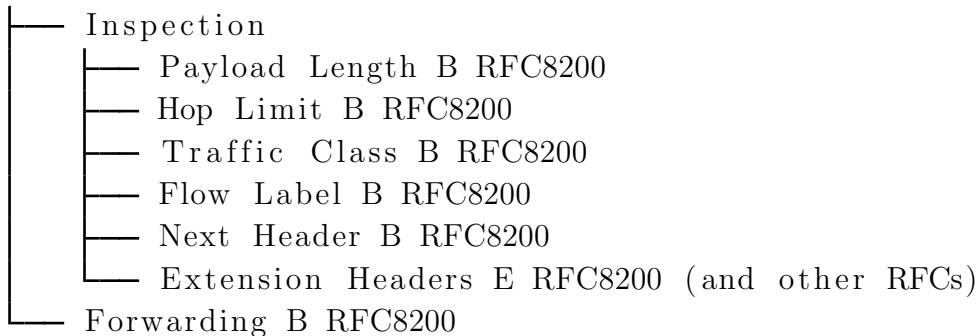 Inspection
Payload Length B RFC8200
Hop Limit B RFC8200
Traffic Class B RFC8200
Flow Label B RFC8200
Next Header B RFC8200
Extension Headers E RFC8200 (and other RFCs)
Forwarding B RFC8200